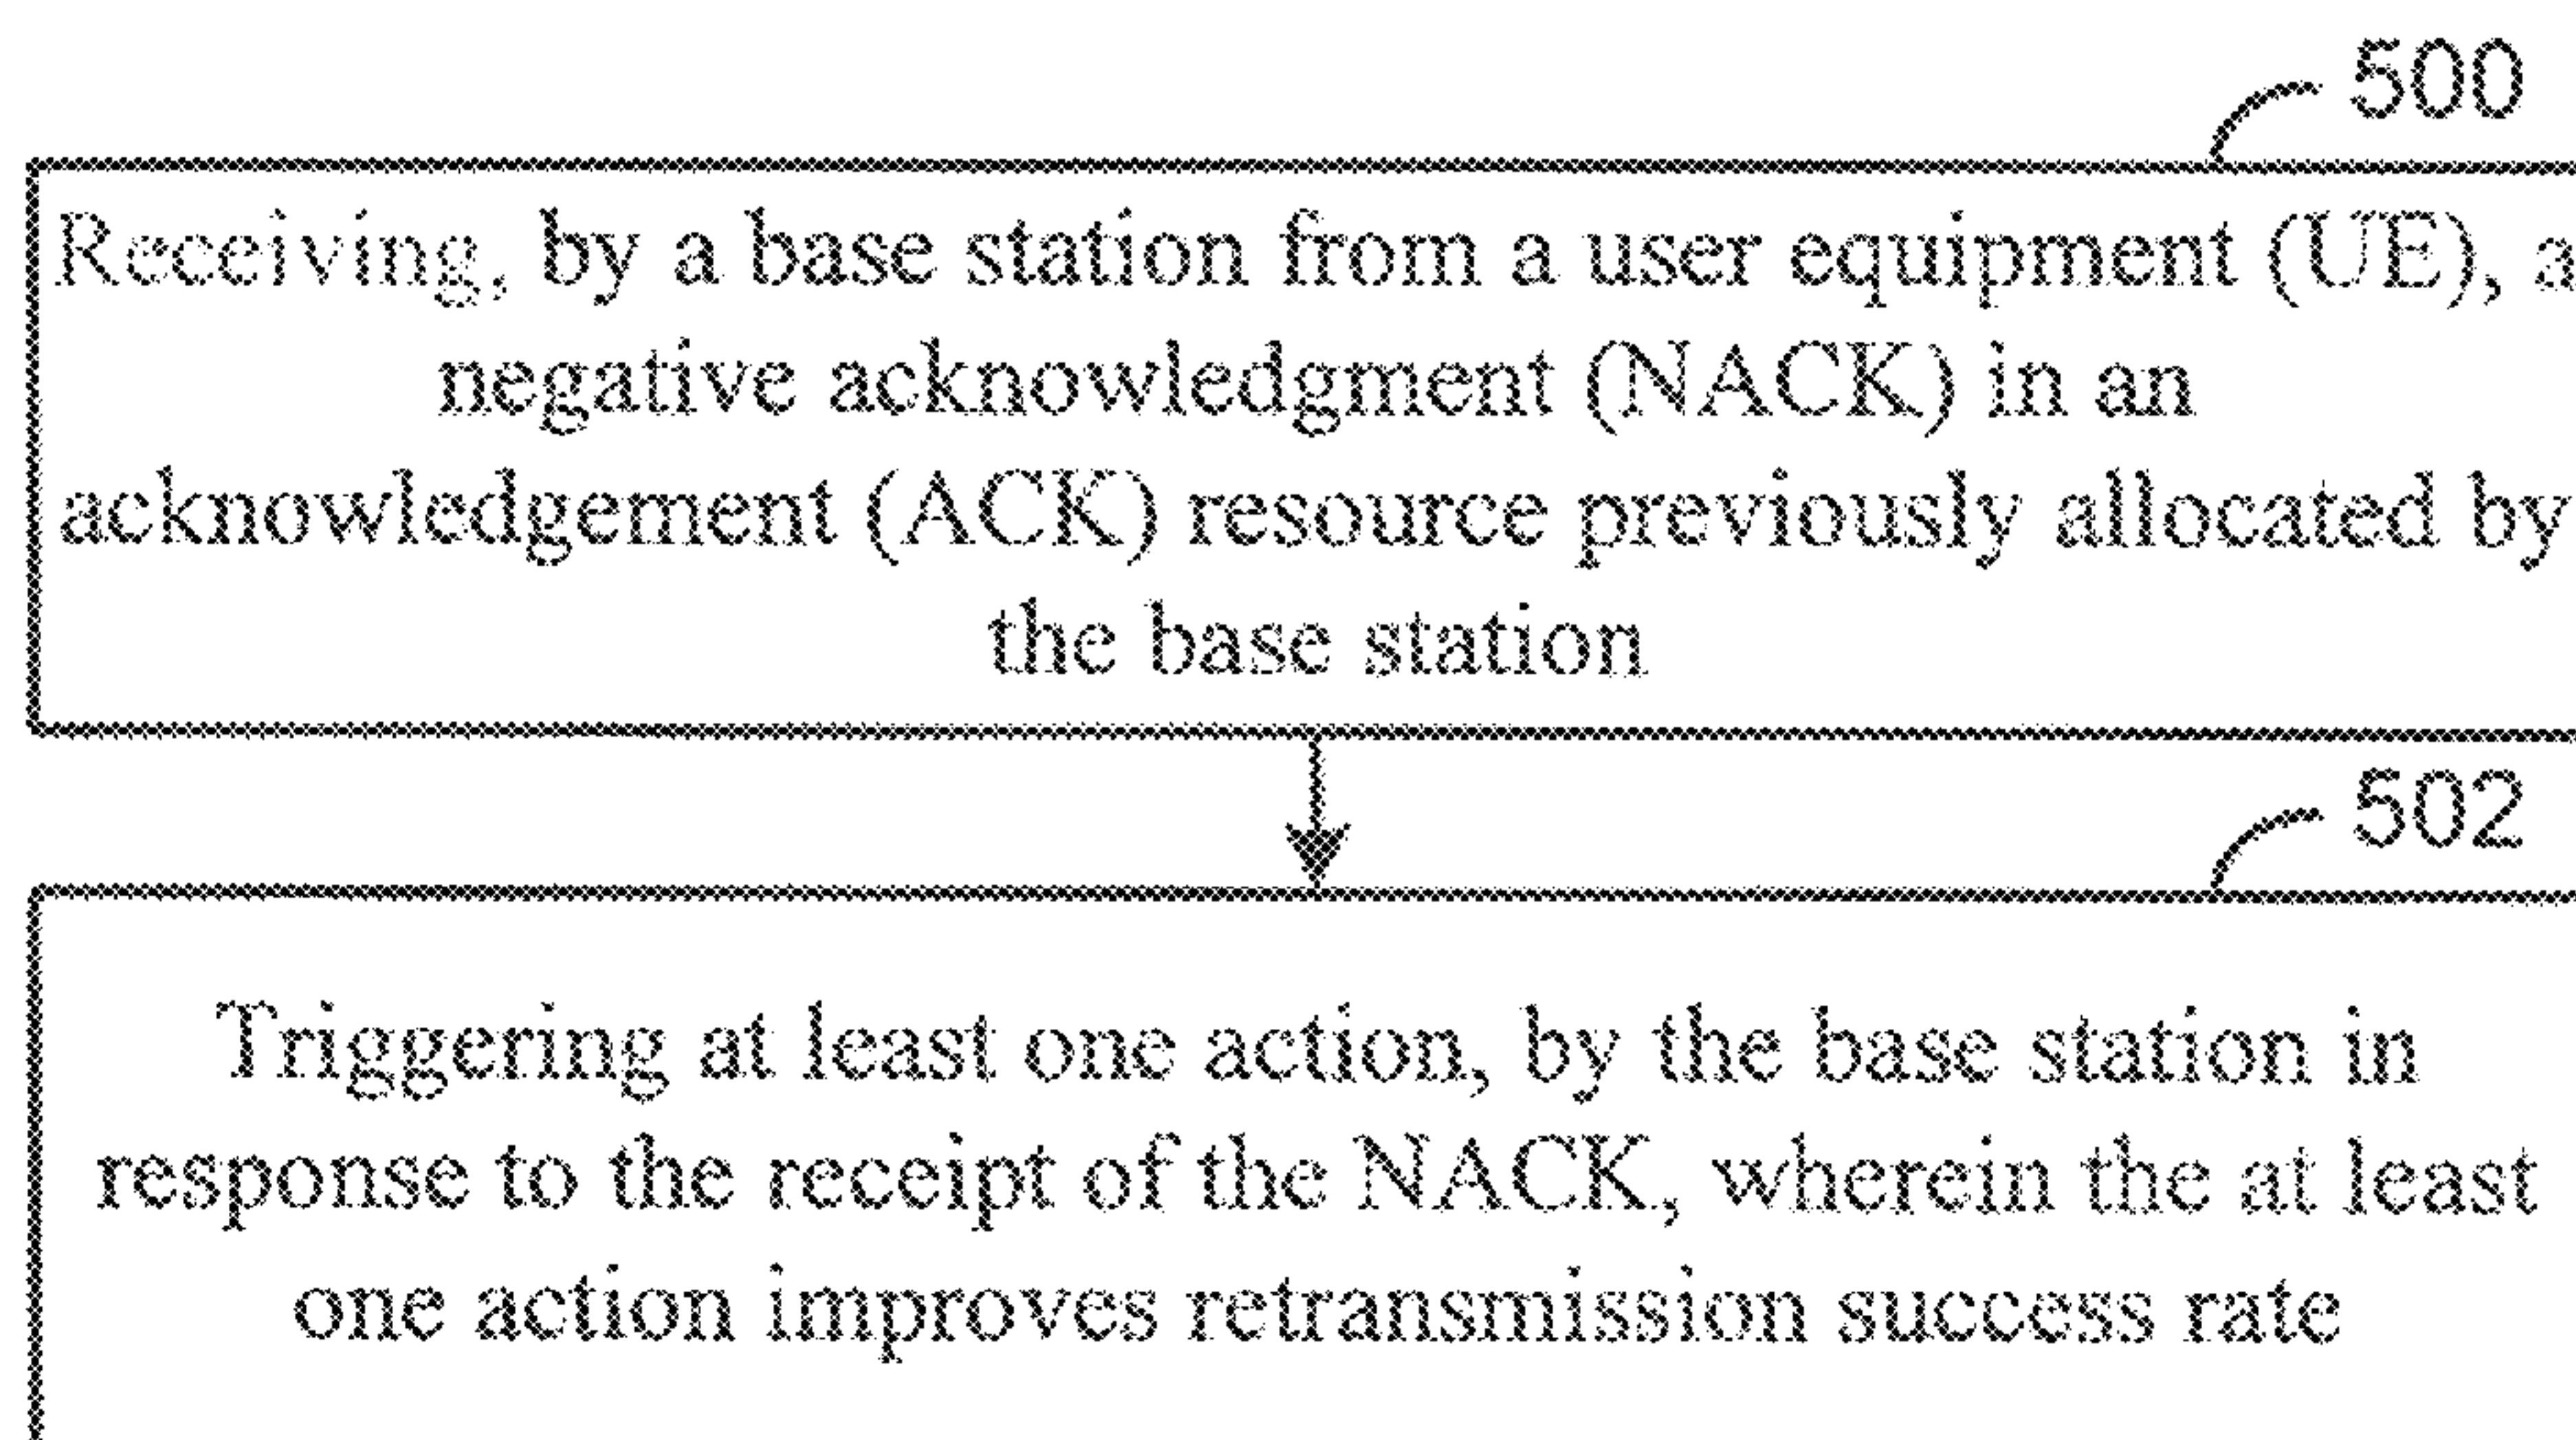 500
Receiving, by a base station from a user equipment (UE), a
negative acknowledgment (NACK) in an
acknowledgement (ACK) resource previously allocated by
the base station
502
Triggering at least one action, by the base station in
response to the receipt of the NACK, wherein the at least
one action improves retransmission success rate